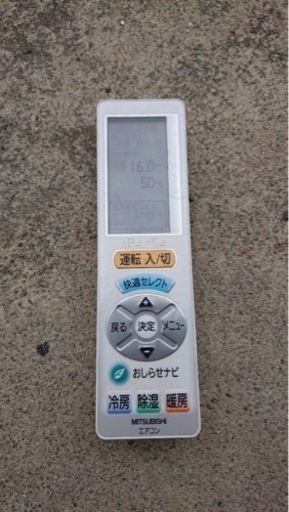 16.0℃
50%
運転 入/切
快適セレクト
戻る 決定 メニュー
おしらせナビ
冷房 除湿 暖房
MITSUBISHI
エアコン